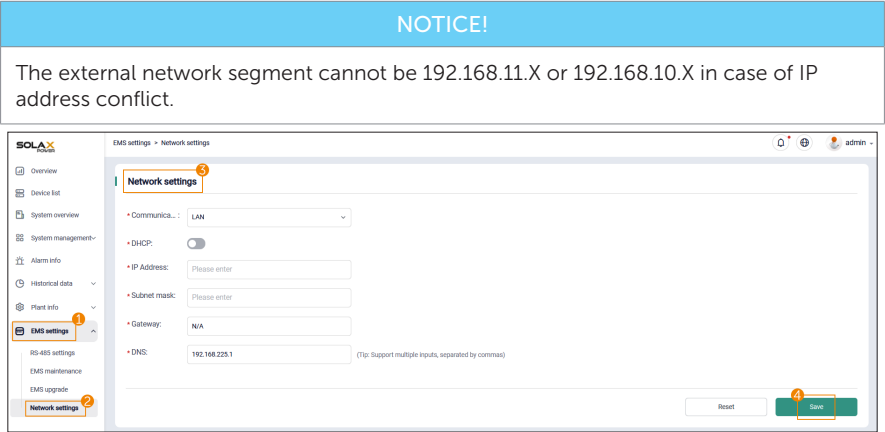 NOTICE!
The external network segment cannot be 192.168.11.X or 192.168.10.X in case of IP
address conflict.
SOLAX
POWER
EMS settings > Network settings
admin
Overview
Device list
System overview
System management
Alarm info
Historical data
Plant info
1
EMS settings
RS-485 settings
EMS maintenance
EMS upgrade
2
Network settings
3
Network settings
* Communica... :
LAN
* DHCP:
* IP Address:
Please enter
* Subnet mask:
Please enter
* Gateway:
N/A
* DNS:
192.168.225.1
(Tip: Support multiple inputs, separated by commas)
Reset
4
Save